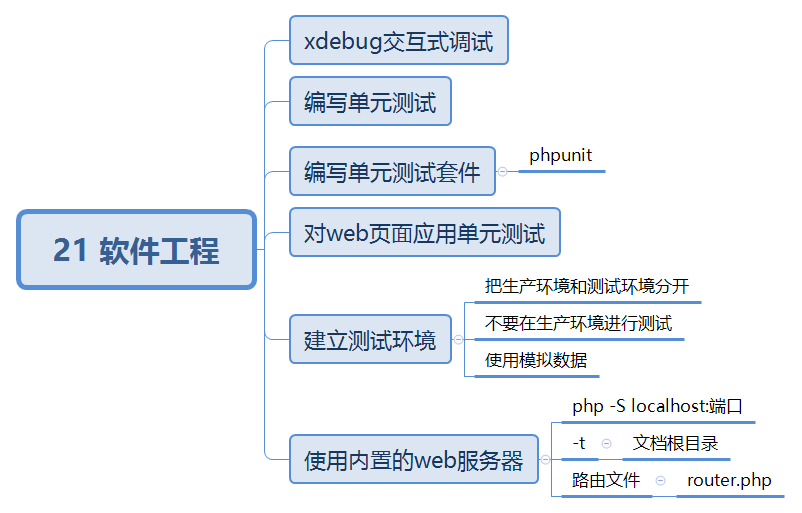 21 软件工程
xdebug交互式调试
编写单元测试
编写单元测试套件
phpunit
对web页面应用单元测试
建立测试环境
把生产环境和测试环境分开
不要在生产环境进行测试
使用模拟数据
使用内置的web服务器
php -S localhost:端口
-t
文档根目录
路由文件
router.php